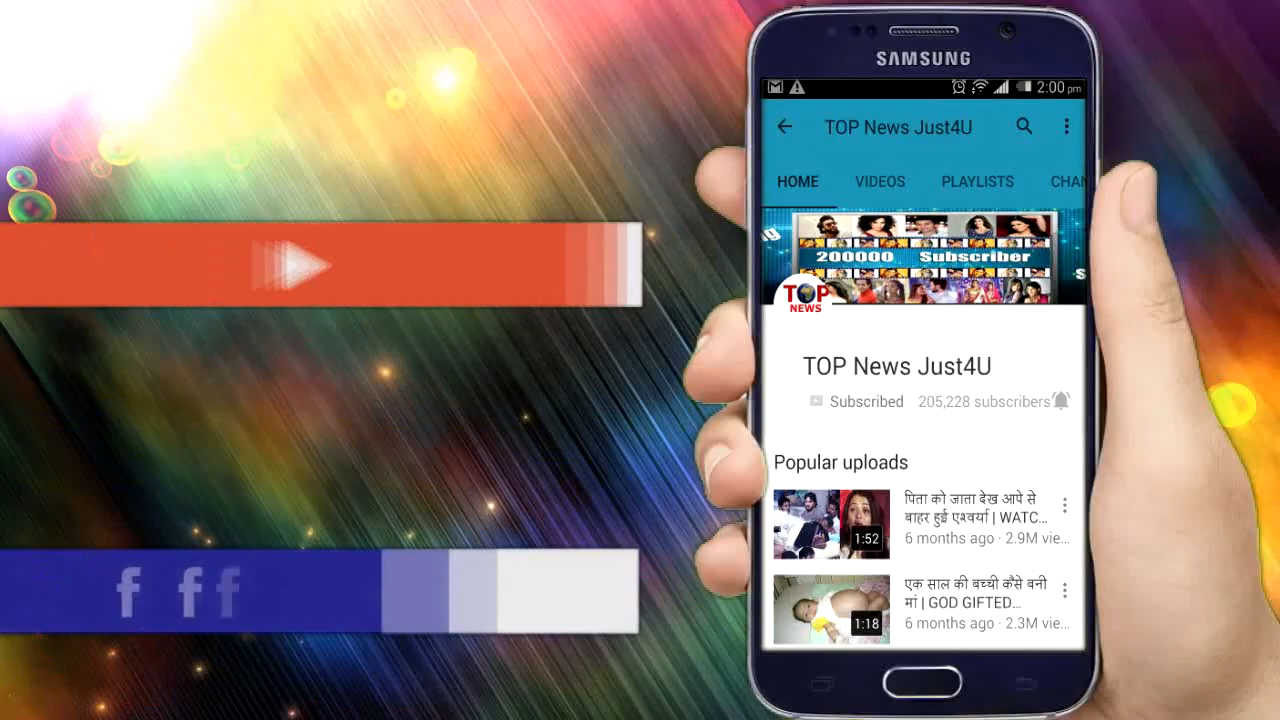 SAMSUNG
2:00 pm
TOP News Just4U
HOME VIDEOS PLAYLISTS CHAN
200000 Subscriber
TOP
NEWS
TOP News Just4U
Subscribed 205,228 subscribers
Popular uploads
पिता को जाता देख आपे से
बाहर हुई एश्वर्या | WATC...
1:52
6 months ago · 2.9M vie...
एक साल की बच्ची कैसे बनी
मां | GOD GIFTED...
1:18
6 months ago · 2.3M vie...
f f f